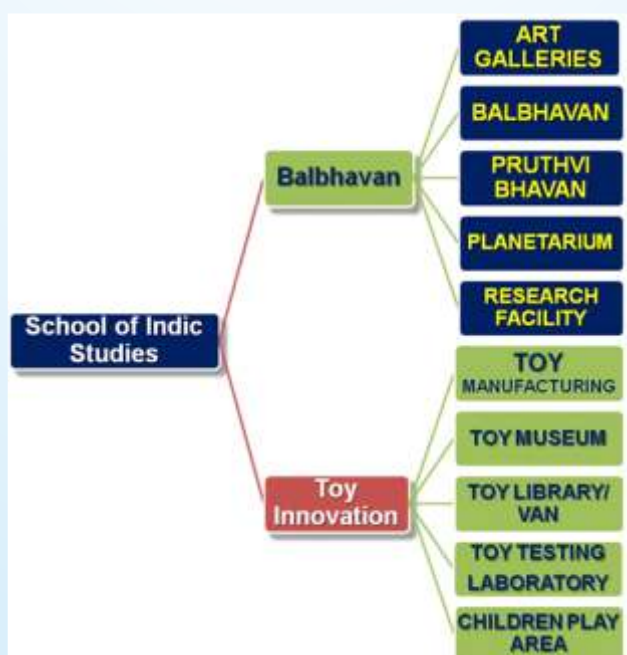 School of Indic
Studies
Balbhavan
ART
GALLERIES
BALBHAVAN
PRUTHVI
BHAVAN
PLANETARIUM
RESEARCH
FACILITY
Toy
Innovation
TOY
MANUFACTURING
TOY MUSEUM
TOY LIBRARY/
VAN
TOY TESTING
LABORATORY
CHILDREN PLAY
AREA